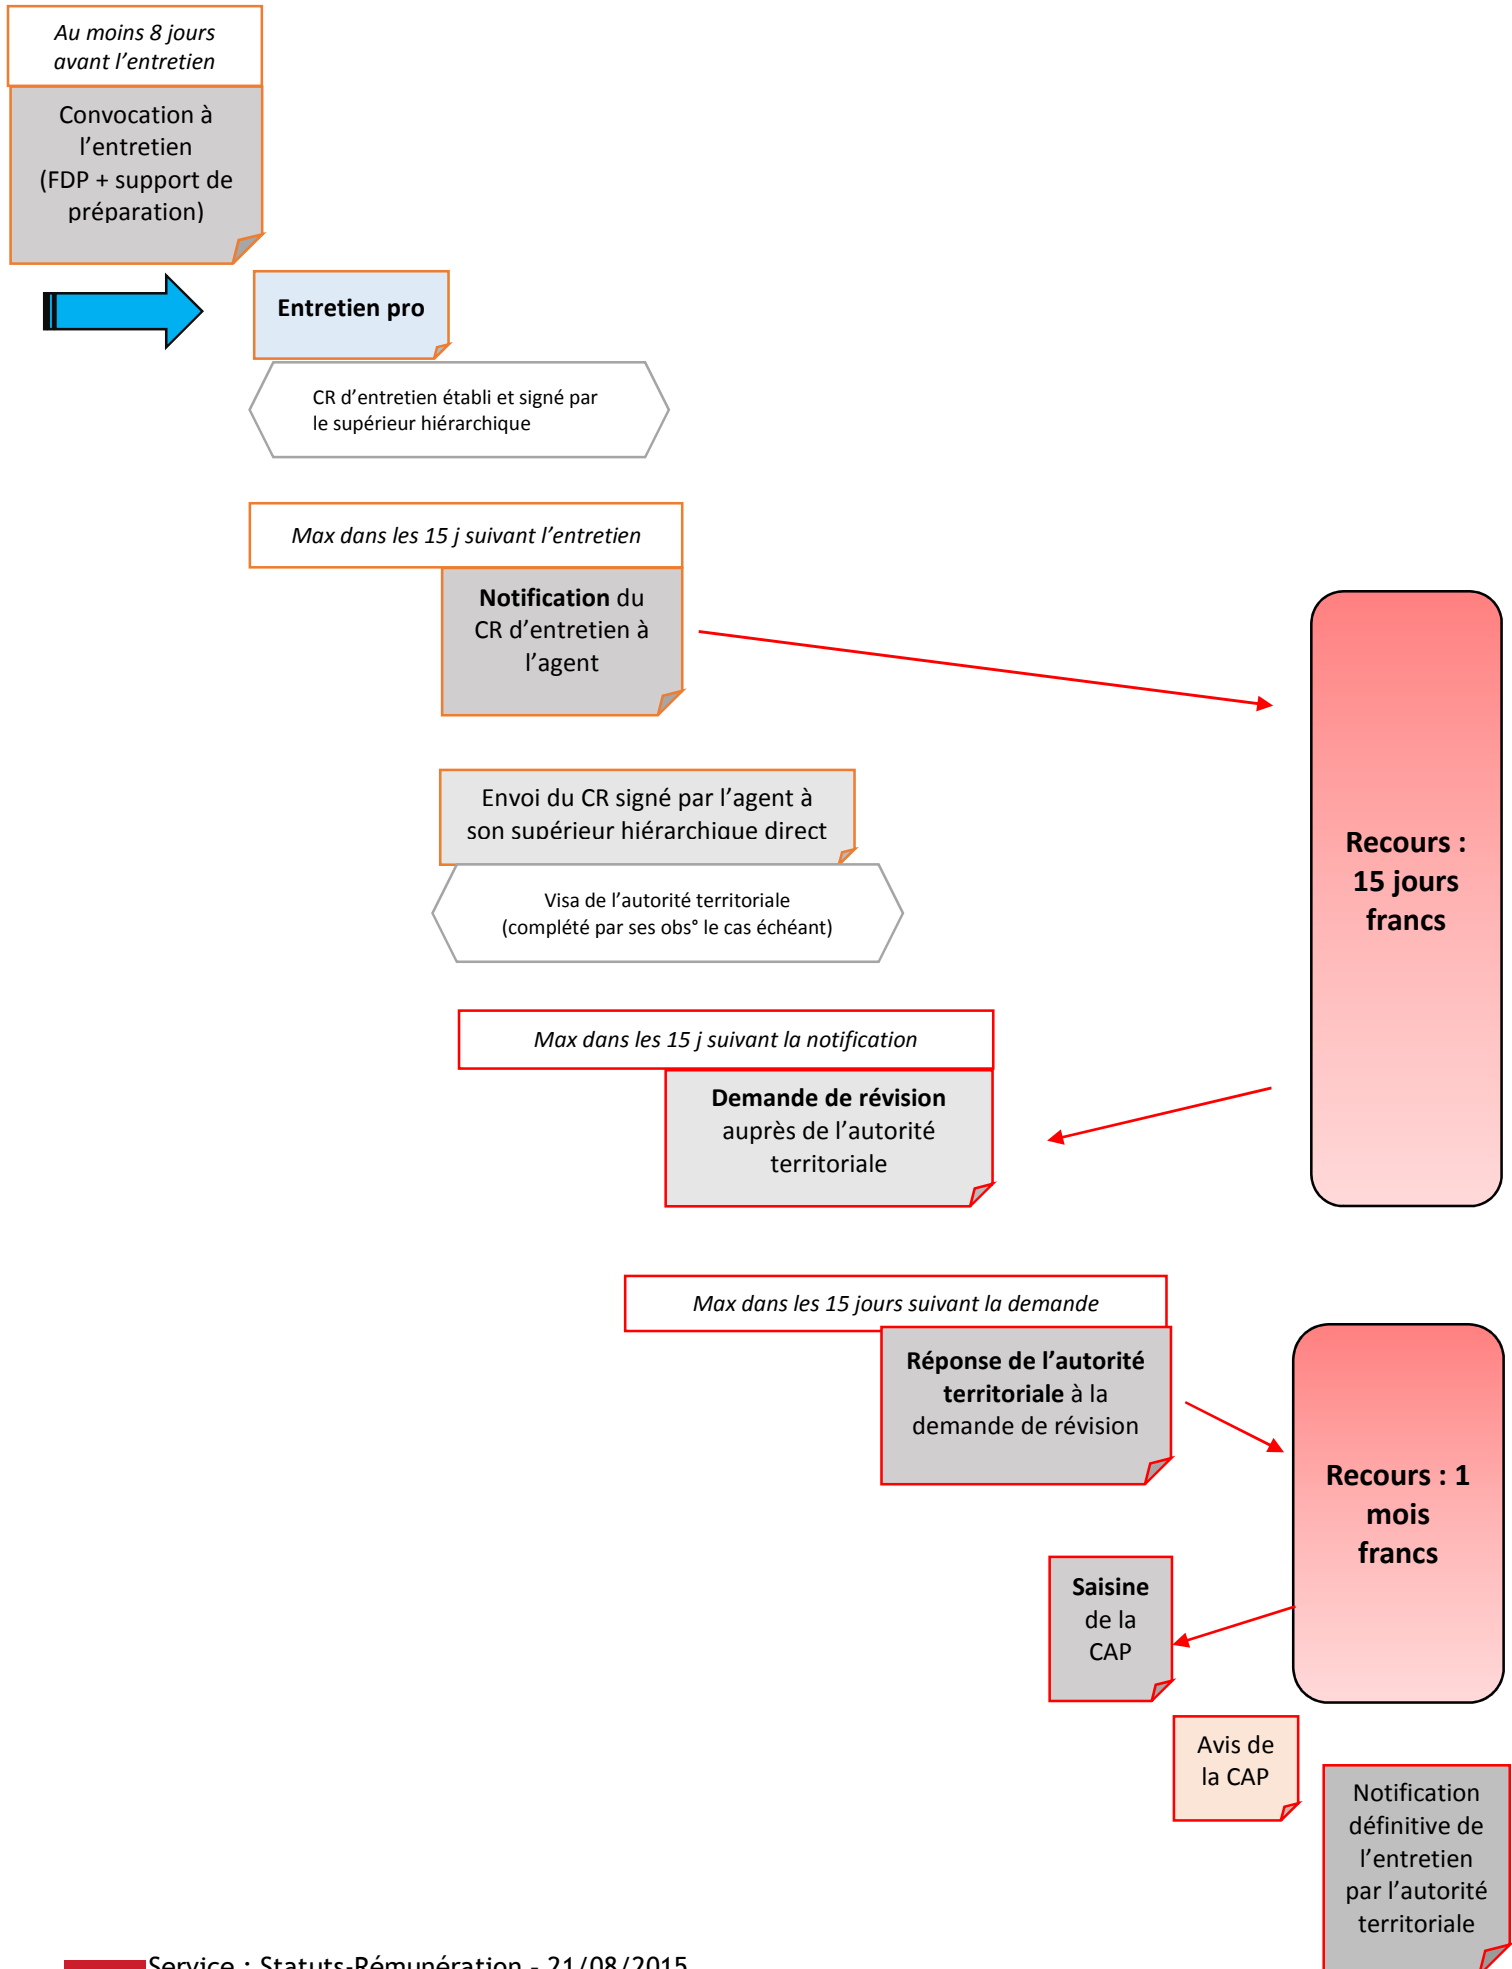 Au moins 8 jours
avant l’entretien
Convocation à
l’entretien
(FDP + support de
préparation)
Entretien pro
CR d’entretien établi et signé par
le supérieur hiérarchique
Max dans les 15 j suivant l’entretien
Notification du
CR d’entretien à
l’agent
Envoi du CR signé par l’agent à
son supérieur hiérarchique direct
Visa de l’autorité territoriale
(complété par ses obs° le cas échéant)
Recours :
15 jours
francs
Max dans les 15 j suivant la notification
Demande de révision
auprès de l’autorité
territoriale
Max dans les 15 jours suivant la demande
Réponse de l’autorité
territoriale à la
demande de révision
Recours : 1
mois
francs
Saisine
de la
CAP
Avis de
la CAP
Notification
définitive de
l’entretien
par l’autorité
territoriale
Service : Statuts-Rémunération - 21/08/2015